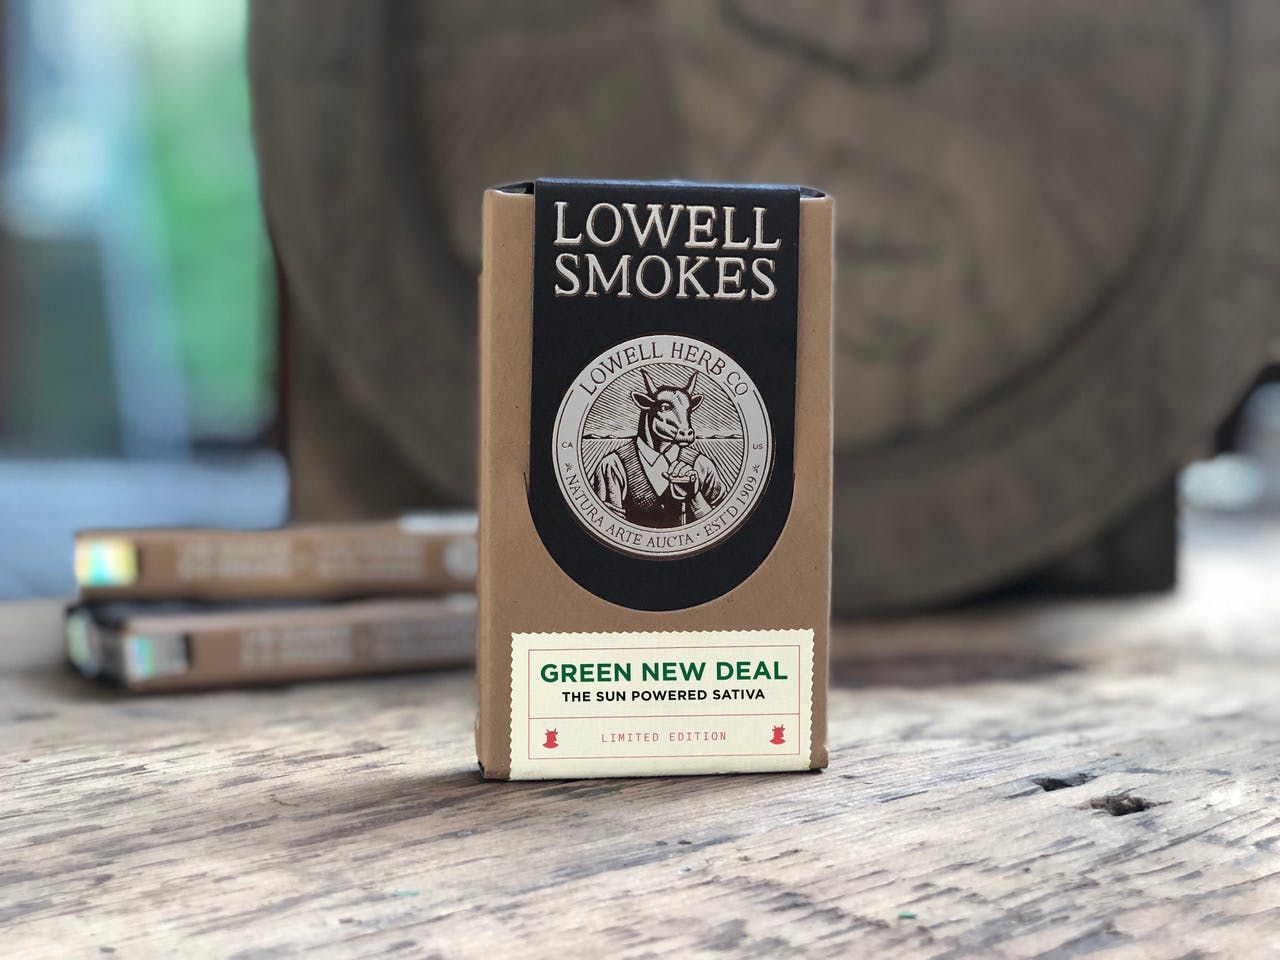 LOWELL
SMOKES
LOWELL HERB CO
CA
US
NATURA ARTE AUCTA · EST'D 1909
GREEN NEW DEAL
THE SUN POWERED SATIVA
LIMITED EDITION